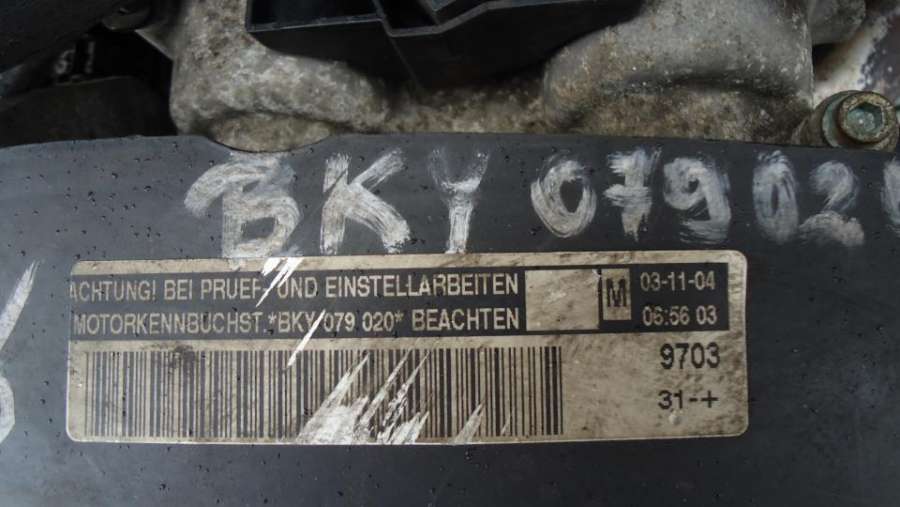 BKY 079020
ACHTUNG! BEI PRUEF- UND EINSTELLARBEITEN
MOTORKENNBUCHST.*BKY 079 020* BEACHTEN
M
03-11-04
06:56 03
9703
31-+